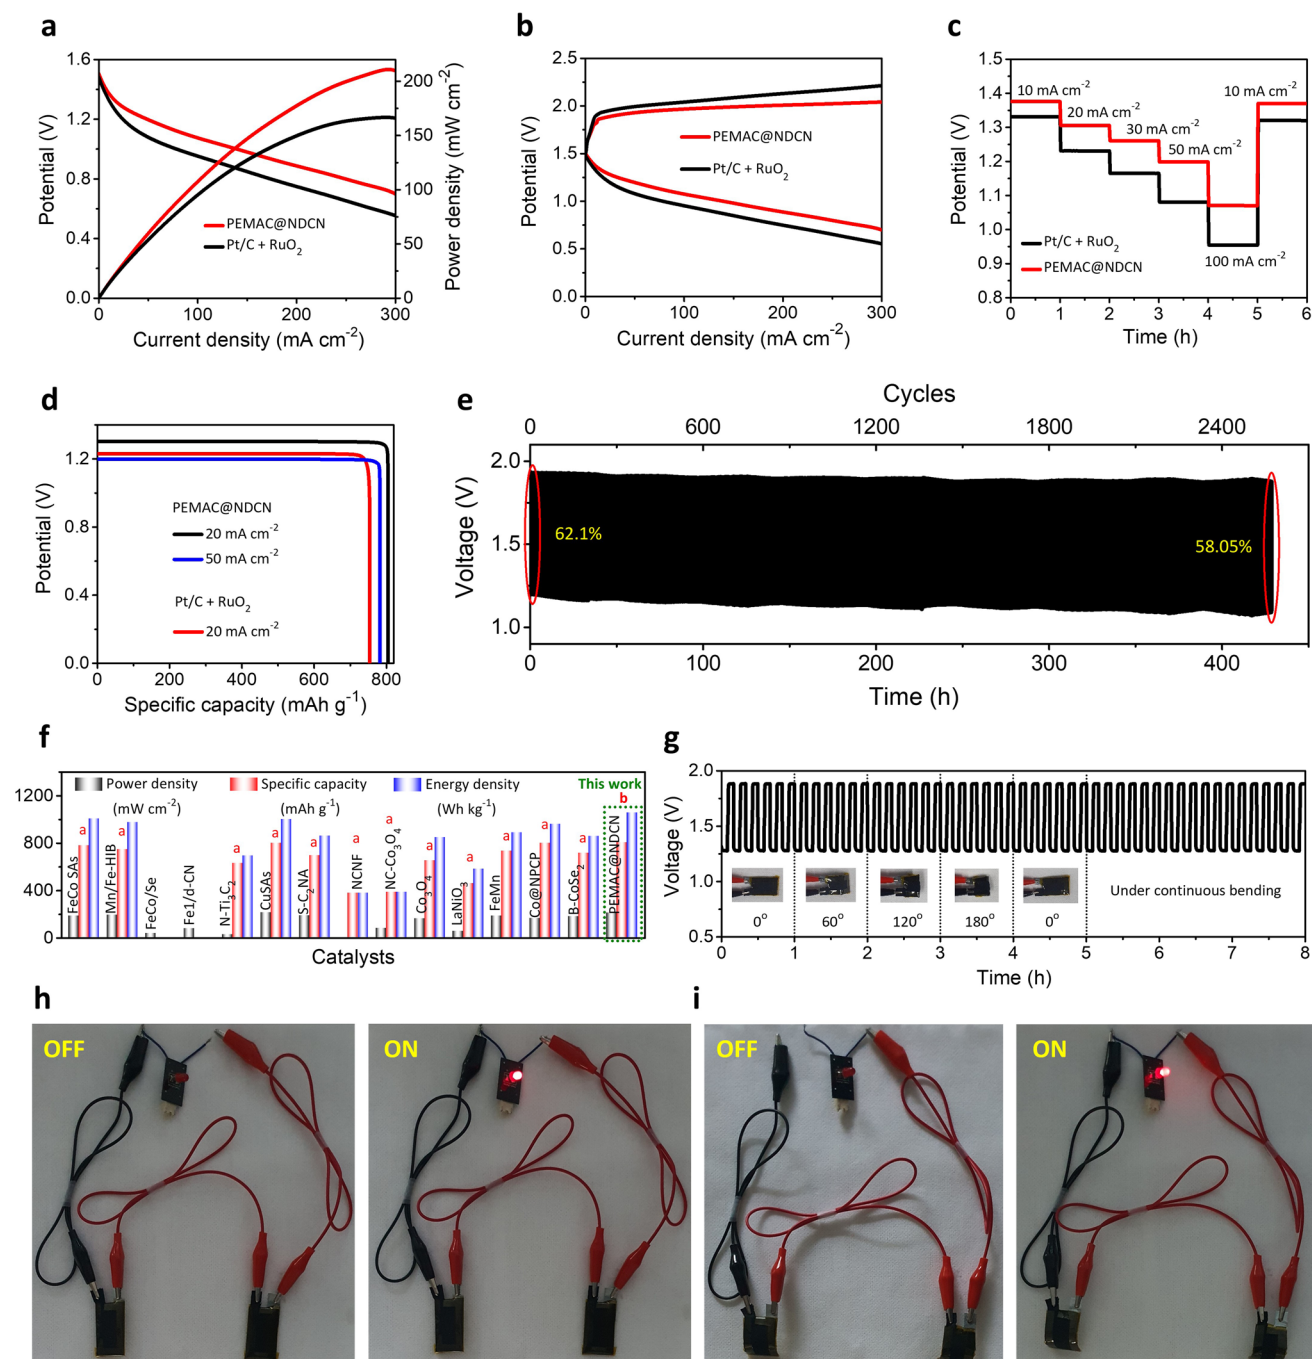 a
1.6
1.2
0.8
0.4
0.0
Potential (V)
200
150
100
50
0
Power density (mW cm⁻²)
PEMAC@NDCN
Pt/C + RuO₂
0 100 200 300
Current density (mA cm⁻²)
b
2.5
2.0
1.5
1.0
0.5
0.0
Potential (V)
PEMAC@NDCN
Pt/C + RuO₂
0 100 200 300
Current density (mA cm⁻²)
c
1.5
1.4
1.3
1.2
1.1
1.0
0.9
0.8
Potential (V)
10 mA cm⁻²
20 mA cm⁻²
30 mA cm⁻²
50 mA cm⁻²
10 mA cm⁻²
100 mA cm⁻²
Pt/C + RuO₂
PEMAC@NDCN
0 1 2 3 4 5 6
Time (h)
d
1.2
0.8
0.4
0.0
Potential (V)
PEMAC@NDCN
20 mA cm⁻²
50 mA cm⁻²
Pt/C + RuO₂
20 mA cm⁻²
0 200 400 600 800
Specific capacity (mAh g⁻¹)
e
Cycles
0 600 1200 1800 2400
2.0
1.5
1.0
Voltage (V)
62.1%
58.05%
0 100 200 300 400
Time (h)
f
Power density
(mW cm⁻²)
Specific capacity
(mAh g⁻¹)
Energy density
(Wh kg⁻¹)
This work
b
1200
800
400
0
a a a a a a a a a a a a
FeCo SAs
Mn/Fe-HIB
FeCo/Se
Fe1/d-CN
N-Ti₃C₂
CuSAs
S-C₂NA
NCNF
NC-Co₃O₄
Co₃O₄
LaNiO₃
FeMn
Co@NPCP
B-CoSe₂
PEMAC@NDCN
Catalysts
g
2.0
1.5
1.0
0.5
Voltage (V)
0° 60° 120° 180° 0°
Under continuous bending
0 1 2 3 4 5 6 7 8
Time (h)
h
OFF
ON
i
OFF
ON